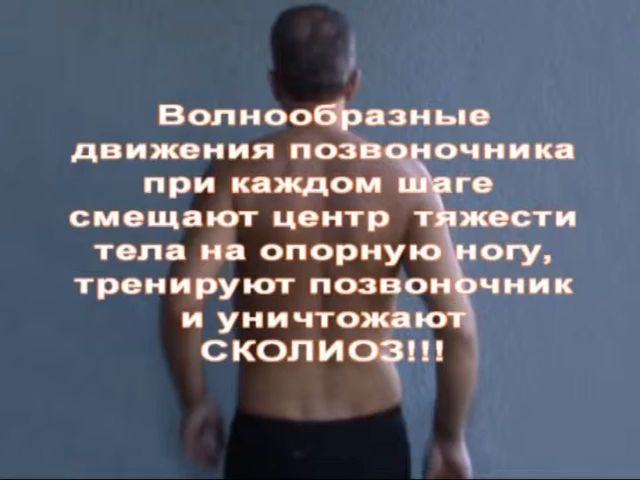 Волнообразные
движения позвоночника
при каждом шаге
смещают центр тяжести
тела на опорную ногу,
тренируют позвоночник
и уничтожают
СКОЛИОЗ!!!